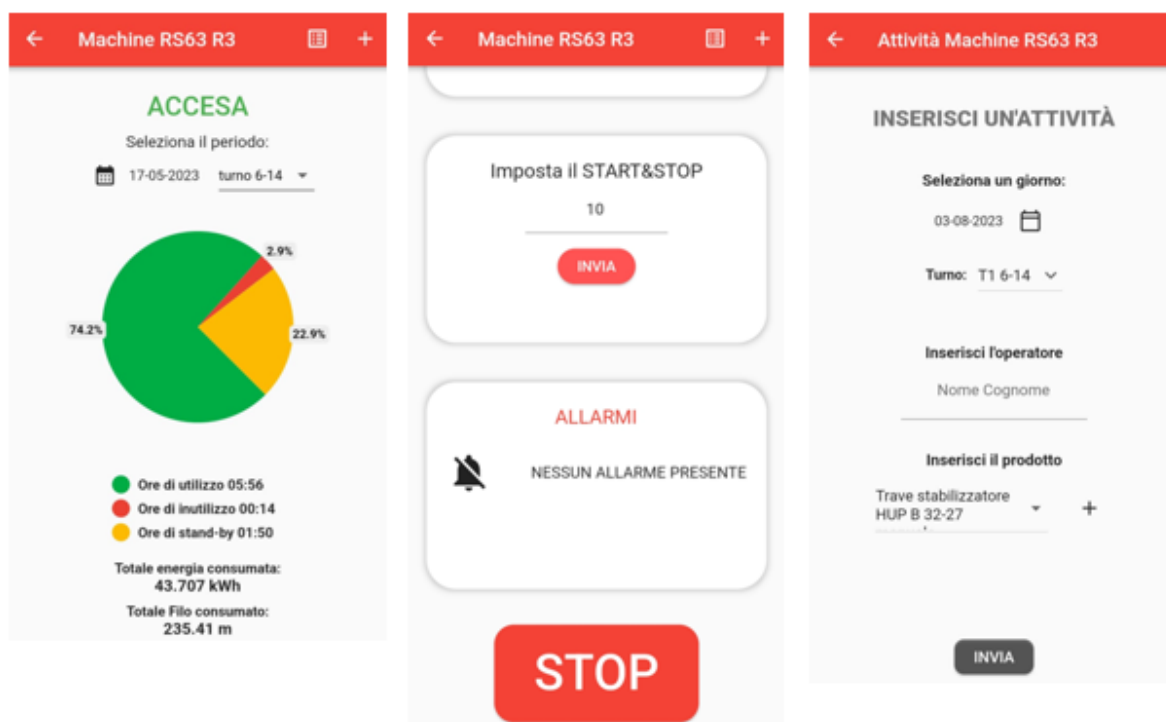 Machine RS63 R3
ACCESA
Seleziona il periodo:
17-05-2023 turno 6-14
2.9%
74.2%
22.9%
Ore di utilizzo 05:56
Ore di inutilizzo 00:14
Ore di stand-by 01:50
Totale energia consumata:
43.707 kWh
Totale Filo consumato:
235.41 m
Machine RS63 R3
Imposta il START&STOP
10
INVIA
ALLARMI
NESSUN ALLARME PRESENTE
STOP
Attività Machine RS63 R3
INSERISCI UN'ATTIVITÀ
Seleziona un giorno:
03-08-2023
Turno: T1 6-14
Inserisci l'operatore
Nome Cognome
Inserisci il prodotto
Trave stabilizzatore
HUP B 32-27
INVIA